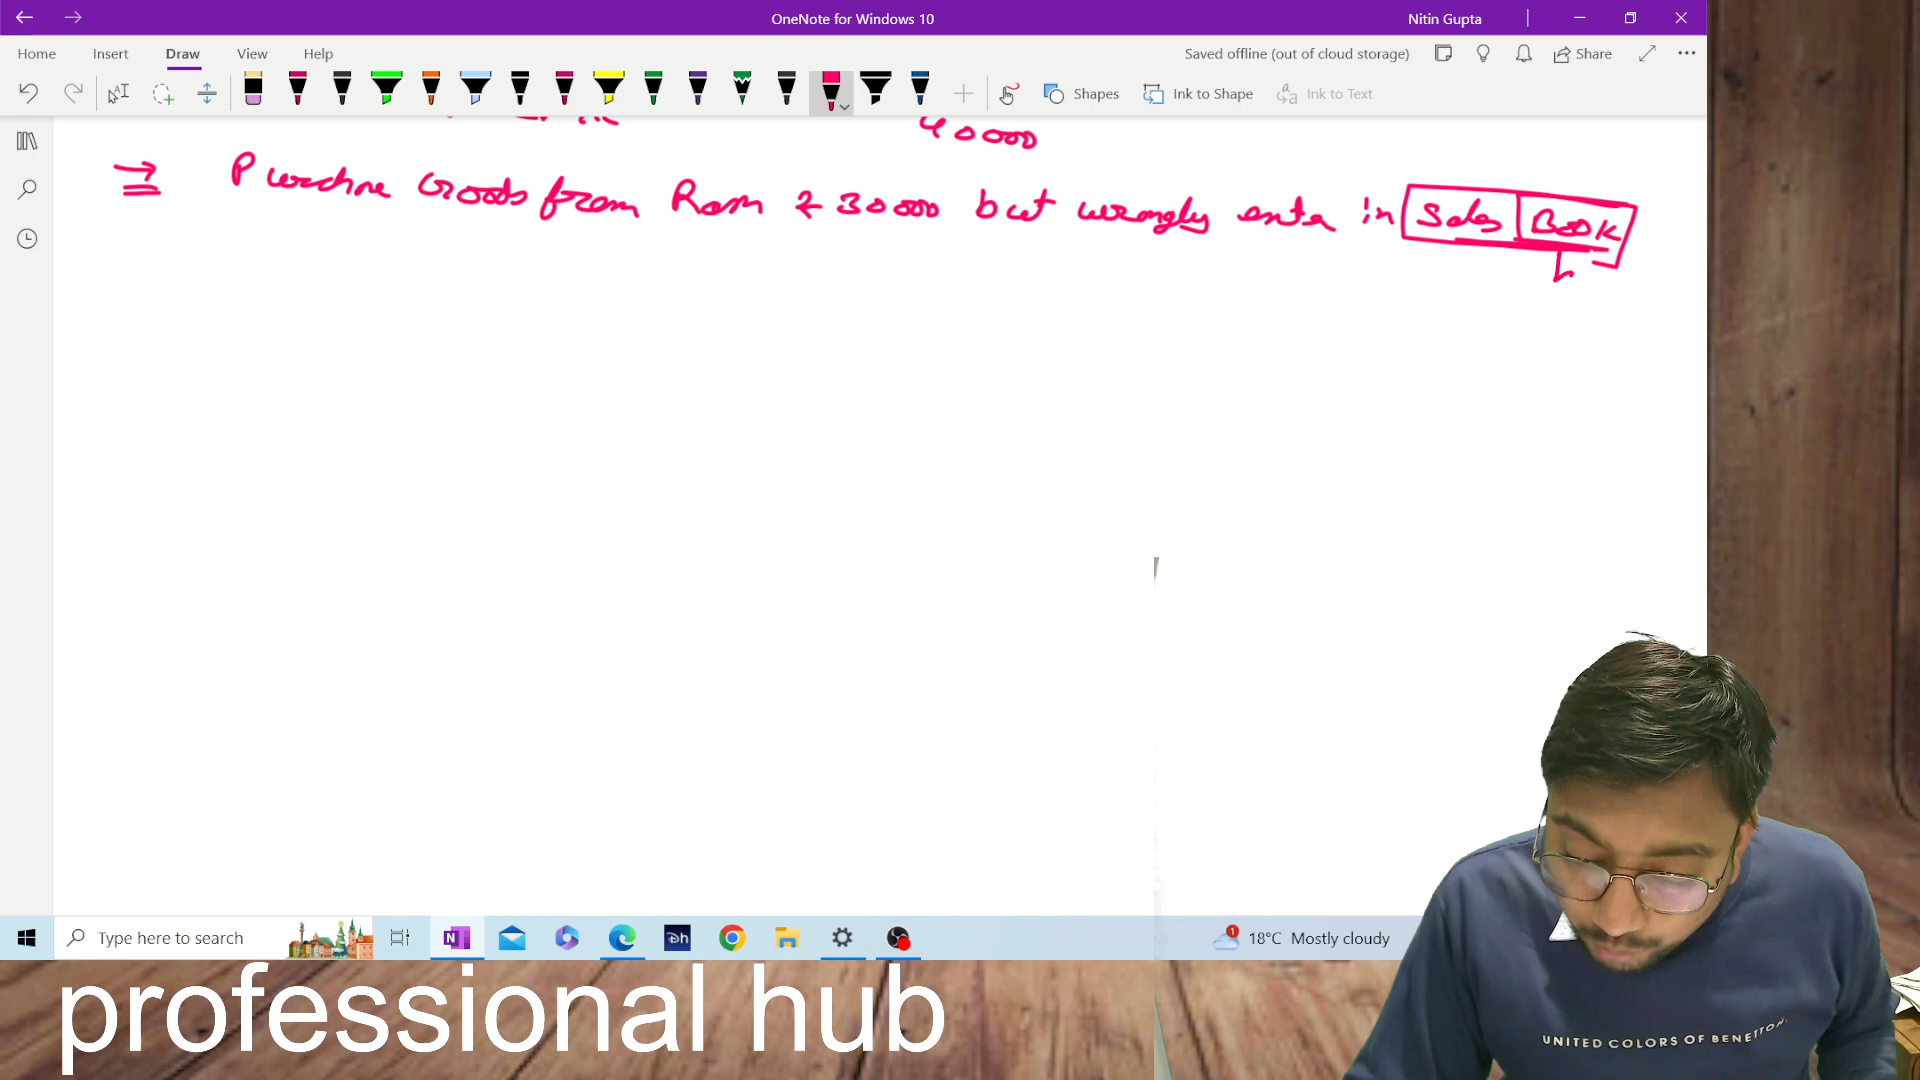 OneNote for Windows 10
Nitin Gupta
Home Insert Draw View Help
Saved offline (out of cloud storage)
Share
Shapes
Ink to Shape
Ink to Text
40000
⇒ Purchase Goods from Ram ₹ 30000 but wrongly enter in Sales Book
Type here to search
Dh
1
18°C Mostly cloudy
professional hub
UNITED COLORS OF BENETTON.